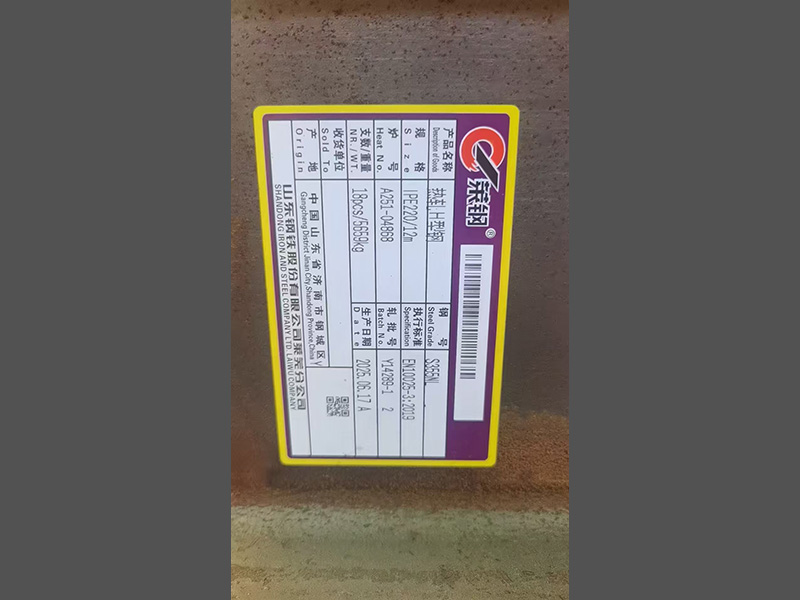 莱钢®
产品名称 Description of Goods 热轧H型钢 钢号 Steel Grade S355NL
规格 Size IPE220/12m 执行标准 Specification EN10025-3:2019
炉号 Heat No. A251-04868 轧批号 Batch No. Y14289-1 2
支数/重量 NR./WT. 18pcs/5659kg 生产日期 Date 2025.06.17 A
收货单位 Sold To
产地 Origin 中国山东省济南市钢城区 Y
Gangcheng District Jinan City,Shandong Province,China
山东钢铁股份有限公司莱芜分公司
SHANDONG IRON AND STEEL COMPANY LTD. LAIWU COMPANY